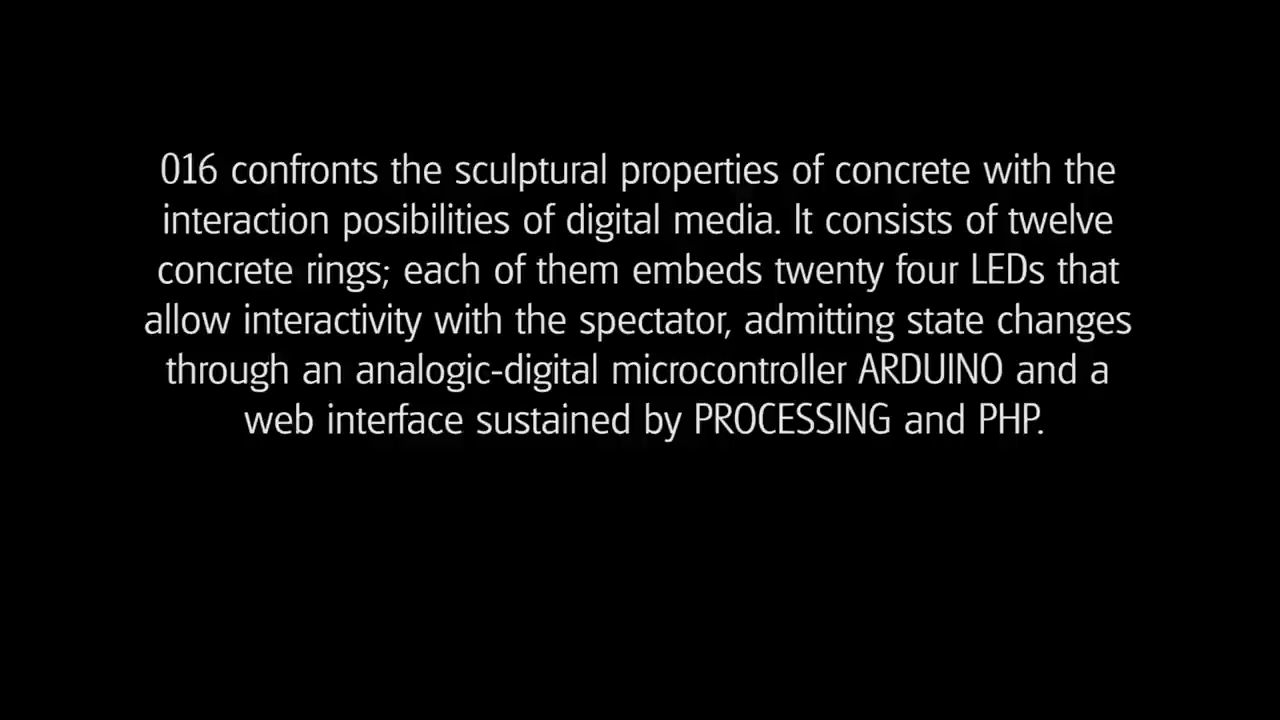 016 confronts the sculptural properties of concrete with the
interaction posibilities of digital media. It consists of twelve
concrete rings; each of them embeds twenty four LEDs that
allow interactivity with the spectator, admitting state changes
through an analogic-digital microcontroller ARDUINO and a
web interface sustained by PROCESSING and PHP.